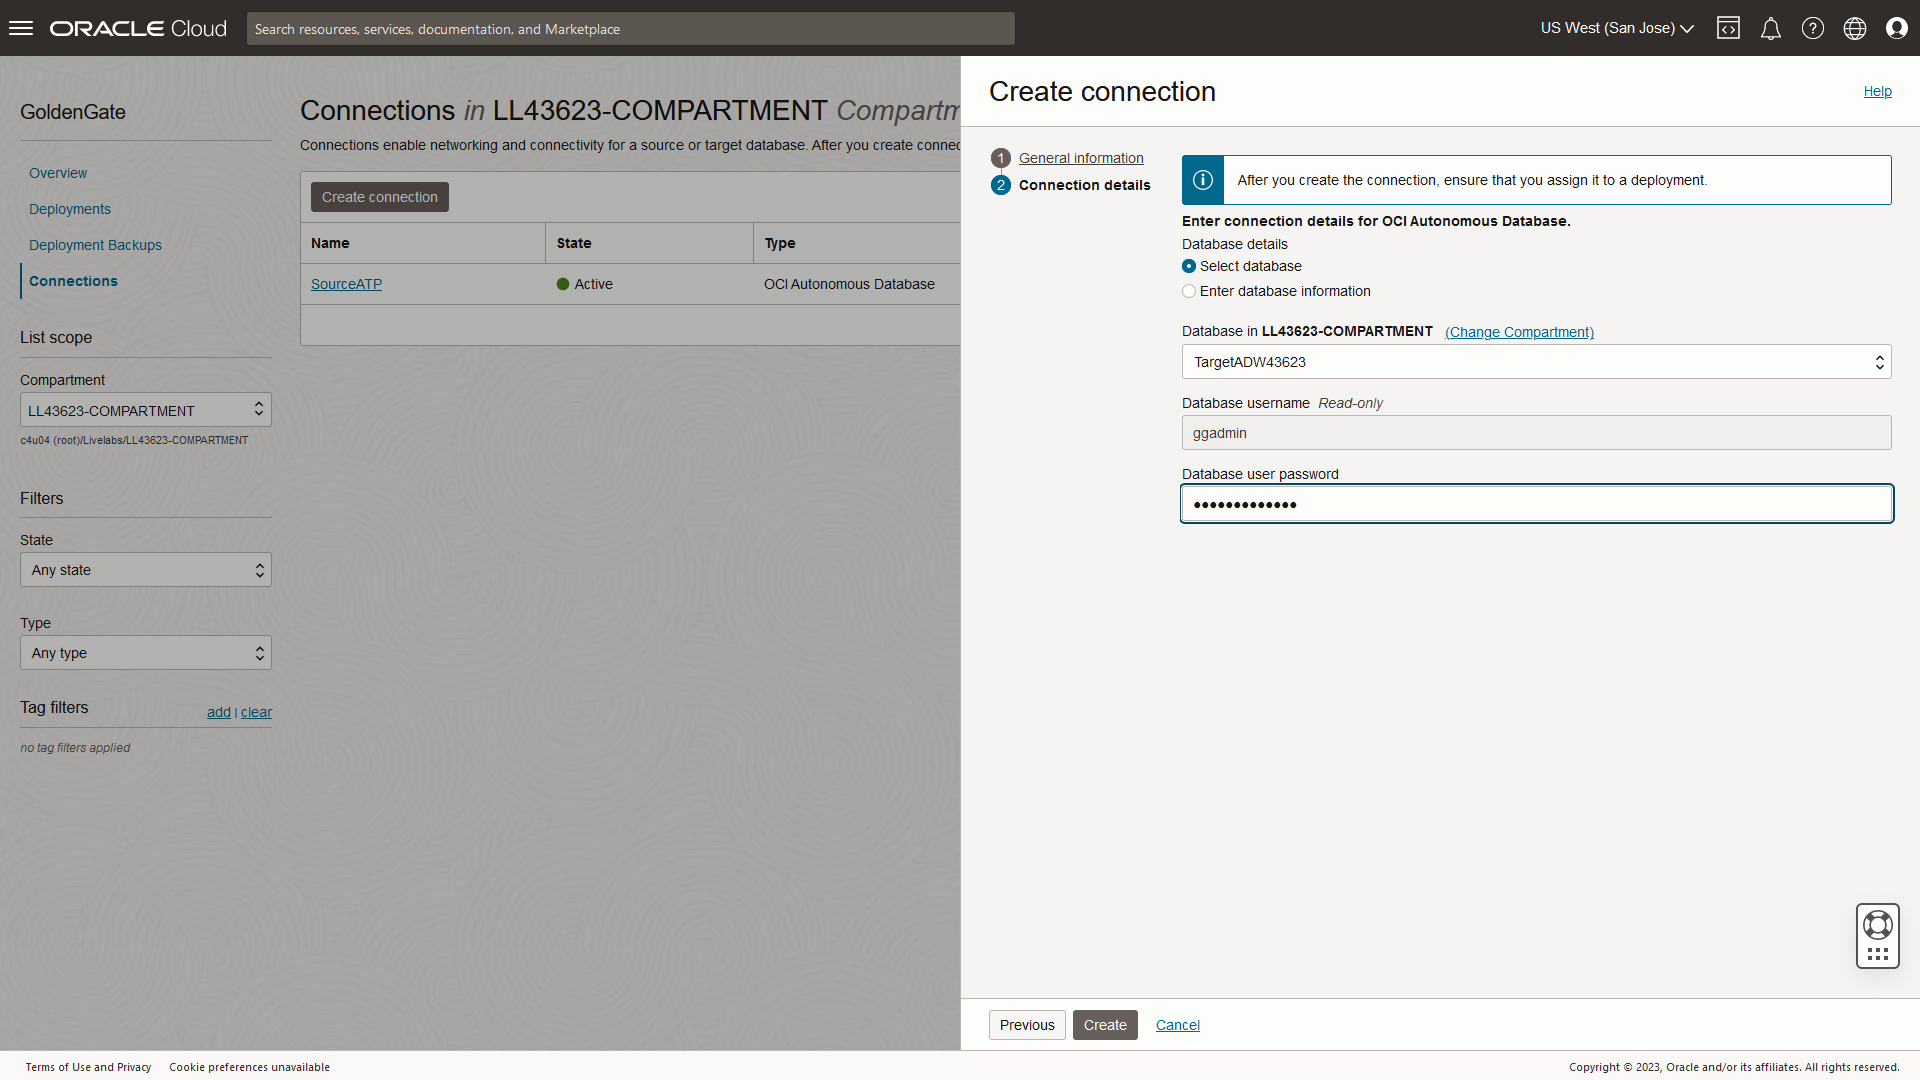 ORACLE Cloud
Search resources, services, documentation, and Marketplace
US West (San Jose)
GoldenGate
Overview
Deployments
Deployment Backups
Connections
List scope
Compartment
LL43623-COMPARTMENT
c4u04 (root)/Livelabs/LL43623-COMPARTMENT
Filters
State
Any state
Type
Any type
Tag filters
add | clear
no tag filters applied
Connections in LL43623-COMPARTMENT Compartm
Connections enable networking and connectivity for a source or target database. After you create connec
Create connection
Name State Type
SourceATP Active OCI Autonomous Database
Create connection
Help
1 General information
2 Connection details
After you create the connection, ensure that you assign it to a deployment.
Enter connection details for OCI Autonomous Database.
Database details
Select database
Enter database information
Database in LL43623-COMPARTMENT (Change Compartment)
TargetADW43623
Database username Read-only
ggadmin
Database user password
•••••••••••••
Previous Create Cancel
Terms of Use and Privacy Cookie preferences unavailable
Copyright © 2023, Oracle and/or its affiliates. All rights reserved.